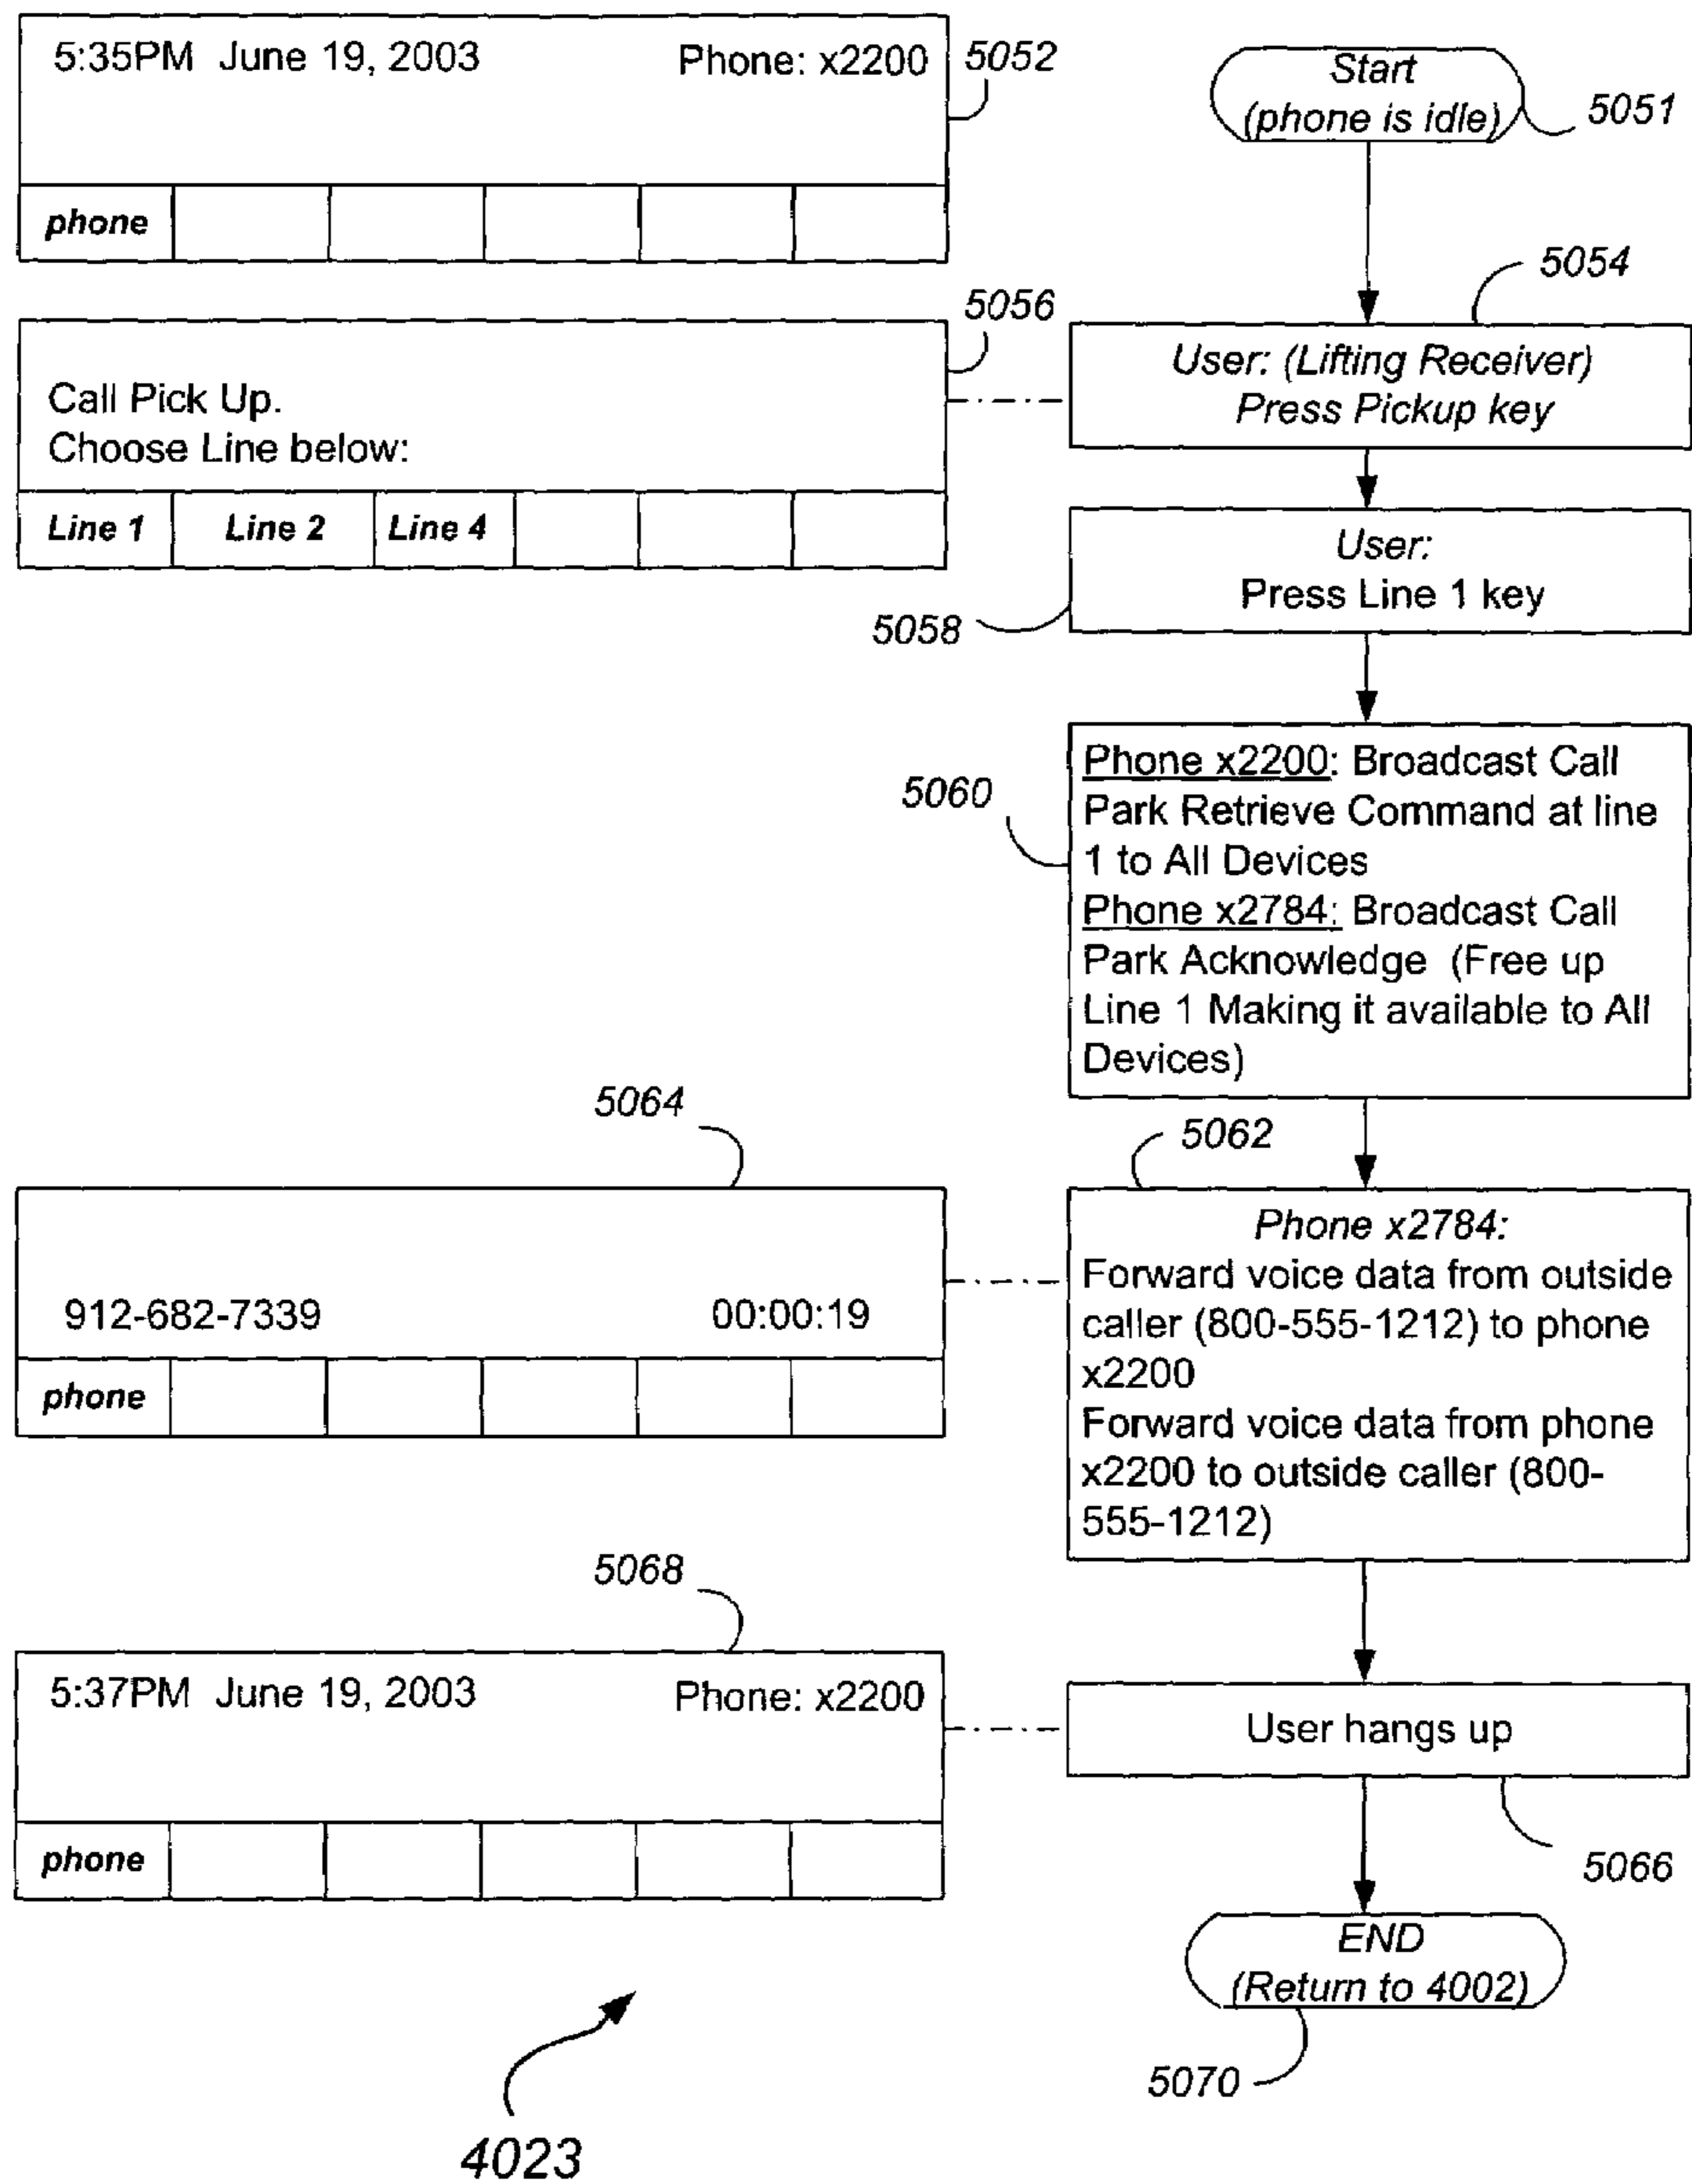 5:35PM June 19, 2003 Phone: x2200
5052
phone
Start
(phone is idle)
5051
5054
5056
Call Pick Up.
Choose Line below:
Line 1 Line 2 Line 4
User: (Lifting Receiver)
Press Pickup key
User:
Press Line 1 key
5058
5060
Phone x2200: Broadcast Call
Park Retrieve Command at line
1 to All Devices
Phone x2784: Broadcast Call
Park Acknowledge (Free up
Line 1 Making it available to All
Devices)
5064
5062
912-682-7339 00:00:19
phone
Phone x2784:
Forward voice data from outside
caller (800-555-1212) to phone
x2200
Forward voice data from phone
x2200 to outside caller (800-
555-1212)
5068
5:37PM June 19, 2003 Phone: x2200
phone
User hangs up
5066
END
(Return to 4002)
5070
4023